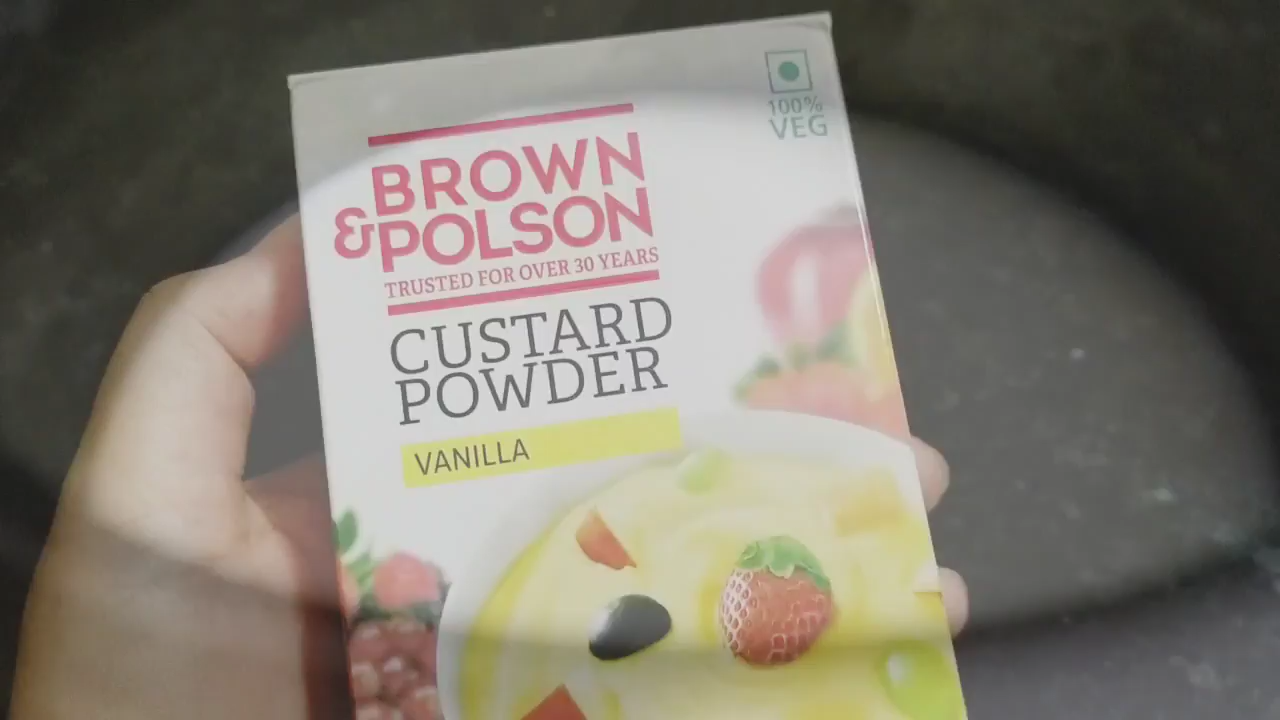 100%
VEG
BROWN
&POLSON
TRUSTED FOR OVER 30 YEARS
CUSTARD
POWDER
VANILLA